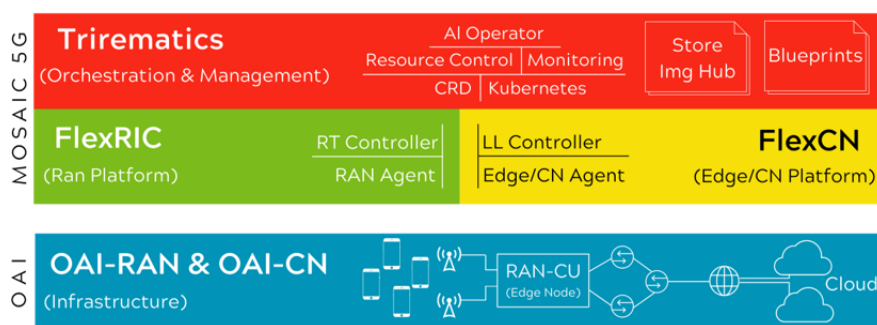 MOSAIC 5G
Trirematics
(Orchestration & Management)
AI Operator
Resource Control Monitoring
CRD Kubernetes
Store
Img Hub
Blueprints
FlexRIC
(Ran Platform)
RT Controller
RAN Agent
LL Controller
Edge/CN Agent
FlexCN
(Edge/CN Platform)
OAI
OAI-RAN & OAI-CN
(Infrastructure)
RAN-CU
(Edge Node)
Cloud